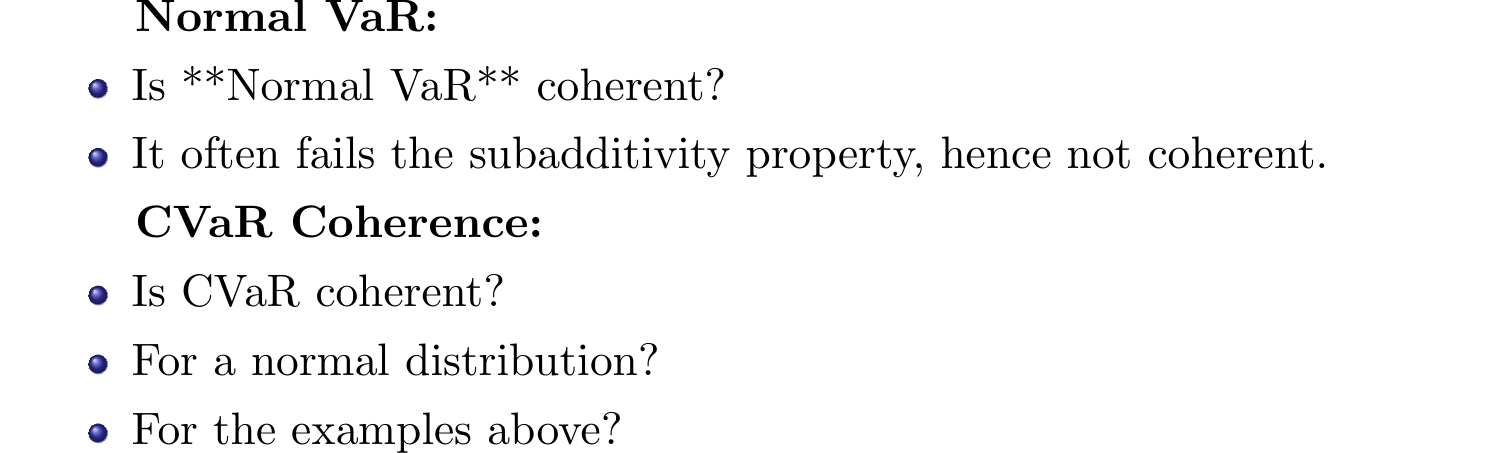 Normal VaR:
Is **Normal VaR** coherent?
It often fails the subadditivity property, hence not coherent.
CVaR Coherence:
Is CVaR coherent?
For a normal distribution?
For the examples above?